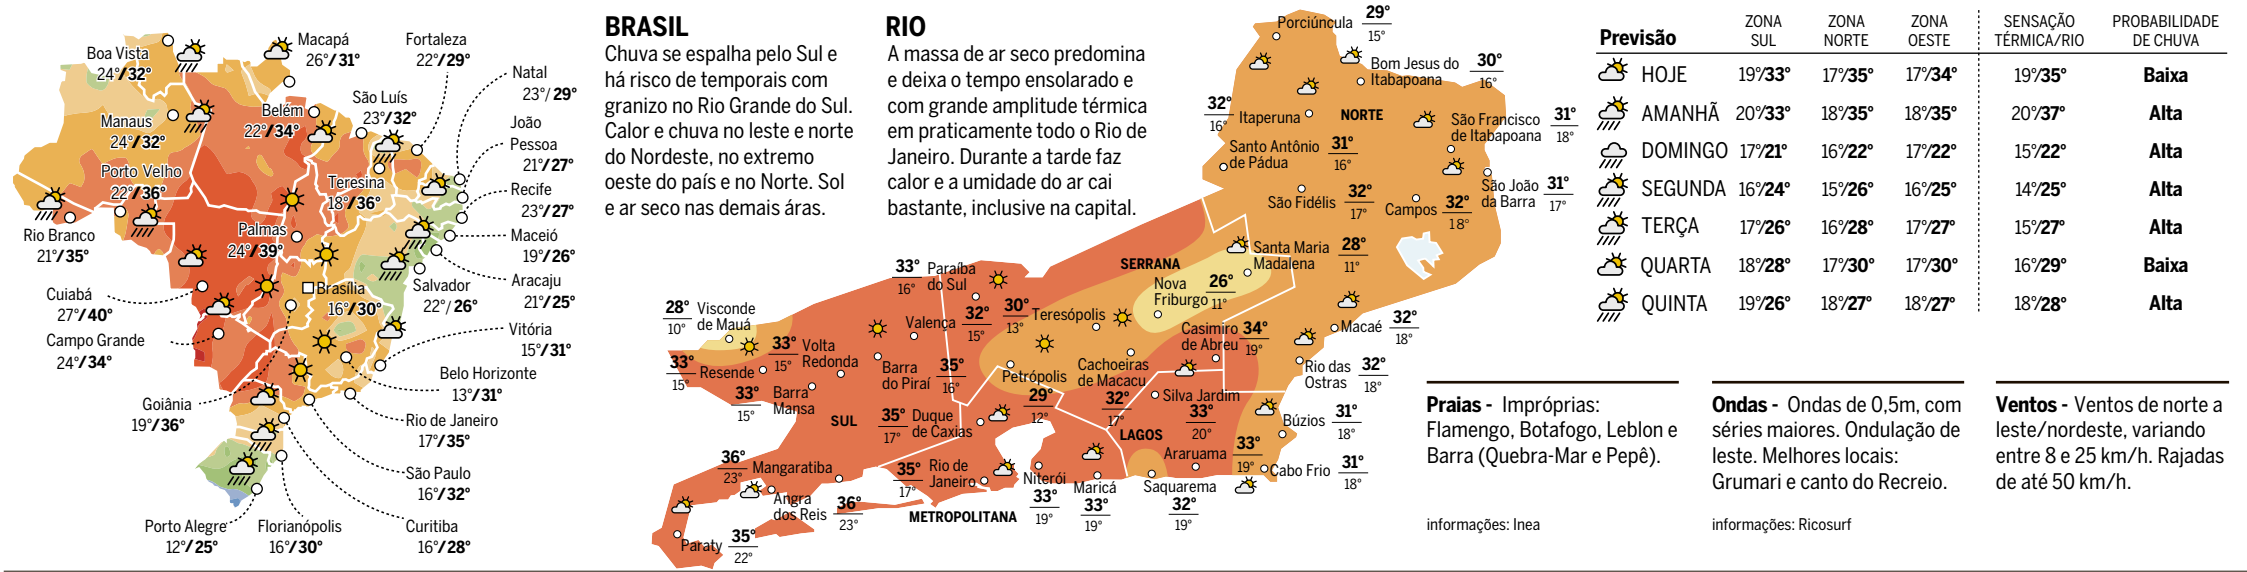 Boa Vista
24°/32°
Macapá
26°/31°
Fortaleza
22°/29°
Natal
23°/29°
Belém
22°/34°
São Luís
23°/32°
João
Pessoa
21°/27°
Manaus
24°/32°
Porto Velho
22°/36°
Teresina
18°/36°
Recife
23°/27°
Rio Branco
21°/35°
Palmas
24°/39°
Maceió
19°/26°
Cuiabá
27°/40°
Brasília
16°/30°
Salvador
22°/26°
Aracaju
21°/25°
Campo Grande
24°/34°
Vitória
15°/31°
Belo Horizonte
13°/31°
Goiânia
19°/36°
Rio de Janeiro
17°/35°
São Paulo
16°/32°
Porto Alegre
12°/25°
Florianópolis
16°/30°
Curitiba
16°/28°
BRASIL
Chuva se espalha pelo Sul e
há risco de temporais com
granizo no Rio Grande do Sul.
Calor e chuva no leste e norte
do Nordeste, no extremo
oeste do país e no Norte. Sol
e ar seco nas demais áras.
RIO
A massa de ar seco predomina
e deixa o tempo ensolarado e
com grande amplitude térmica
em praticamente todo o Rio de
Janeiro. Durante a tarde faz
calor e a umidade do ar cai
bastante, inclusive na capital.
Porciúncula 29°
15°
Bom Jesus do
Itabapoana 30°
16°
32°
16° Itaperuna
NORTE
São Francisco
de Itabapoana 31°
18°
Santo Antônio
de Pádua 31°
16°
São João
da Barra 31°
17°
São Fidélis 32°
17°
Campos 32°
18°
Santa Maria
Madalena 28°
11°
SERRANA
33°
16° Paraíba
do Sul
Nova
Friburgo 26°
11°
28°
10° Visconde
de Mauá
Valença 32°
15°
30°
13° Teresópolis
Casimiro
de Abreu 34°
19°
Macaé 32°
18°
33°
15° Volta
Redonda
33°
15° Resende
Barra
do Piraí 35°
16°
Petrópolis 29°
12°
Cachoeiras
de Macacu 32°
17°
Rio das
Ostras 32°
18°
33°
15° Barra
Mansa
SUL
35°
17° Duque
de Caxias
Silva Jardim 33°
20°
LAGOS
Búzios 31°
18°
Araruama 33°
19°
36°
23° Mangaratiba
35°
17° Rio de
Janeiro
Niterói 33°
19°
Maricá 33°
19°
Saquarema 32°
19°
Cabo Frio 31°
18°
Angra
dos Reis 36°
23°
METROPOLITANA
Paraty 35°
22°
Previsão ZONA SUL ZONA NORTE ZONA OESTE SENSAÇÃO TÉRMICA/RIO PROBABILIDADE DE CHUVA
HOJE 19°/33° 17°/35° 17°/34° 19°/35° Baixa
AMANHÃ 20°/33° 18°/35° 18°/35° 20°/37° Alta
DOMINGO 17°/21° 16°/22° 17°/22° 15°/22° Alta
SEGUNDA 16°/24° 15°/26° 16°/25° 14°/25° Alta
TERÇA 17°/26° 16°/28° 17°/27° 15°/27° Alta
QUARTA 18°/28° 17°/30° 17°/30° 16°/29° Baixa
QUINTA 19°/26° 18°/27° 18°/27° 18°/28° Alta
Praias - Impróprias:
Flamengo, Botafogo, Leblon e
Barra (Quebra-Mar e Pepê).
informações: Inea
Ondas - Ondas de 0,5m, com
séries maiores. Ondulação de
leste. Melhores locais:
Grumari e canto do Recreio.
informações: Ricosurf
Ventos - Ventos de norte a
leste/nordeste, variando
entre 8 e 25 km/h. Rajadas
de até 50 km/h.